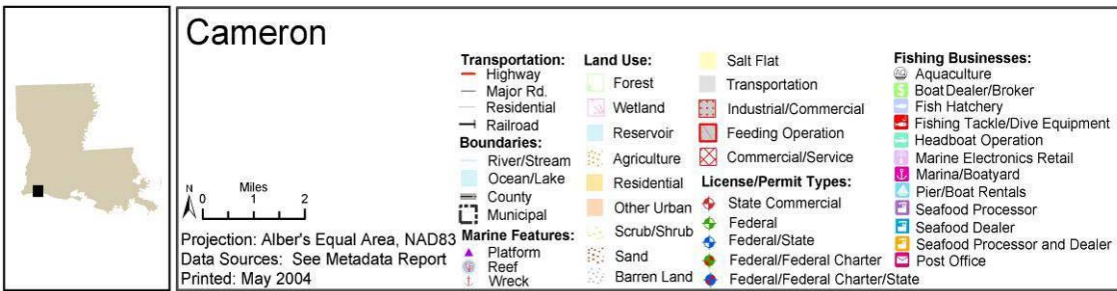 Cameron
N
Miles
0 1 2
Projection: Alber's Equal Area, NAD83
Data Sources: See Metadata Report
Printed: May 2004
Transportation:
Highway
Major Rd.
Residential
Railroad
Boundaries:
River/Stream
Ocean/Lake
County
Municipal
Marine Features:
Platform
Reef
Wreck
Land Use:
Forest
Wetland
Reservoir
Agriculture
Residential
Other Urban
Scrub/Shrub
Sand
Barren Land
Salt Flat
Transportation
Industrial/Commercial
Feeding Operation
Commercial/Service
License/Permit Types:
State Commercial
Federal
Federal/State
Federal/Federal Charter
Federal/Federal Charter/State
Fishing Businesses:
Aquaculture
Boat Dealer/Broker
Fish Hatchery
Fishing Tackle/Dive Equipment
Headboat Operation
Marine Electronics Retail
Marina/Boatyard
Pier/Boat Rentals
Seafood Processor
Seafood Dealer
Seafood Processor and Dealer
Post Office